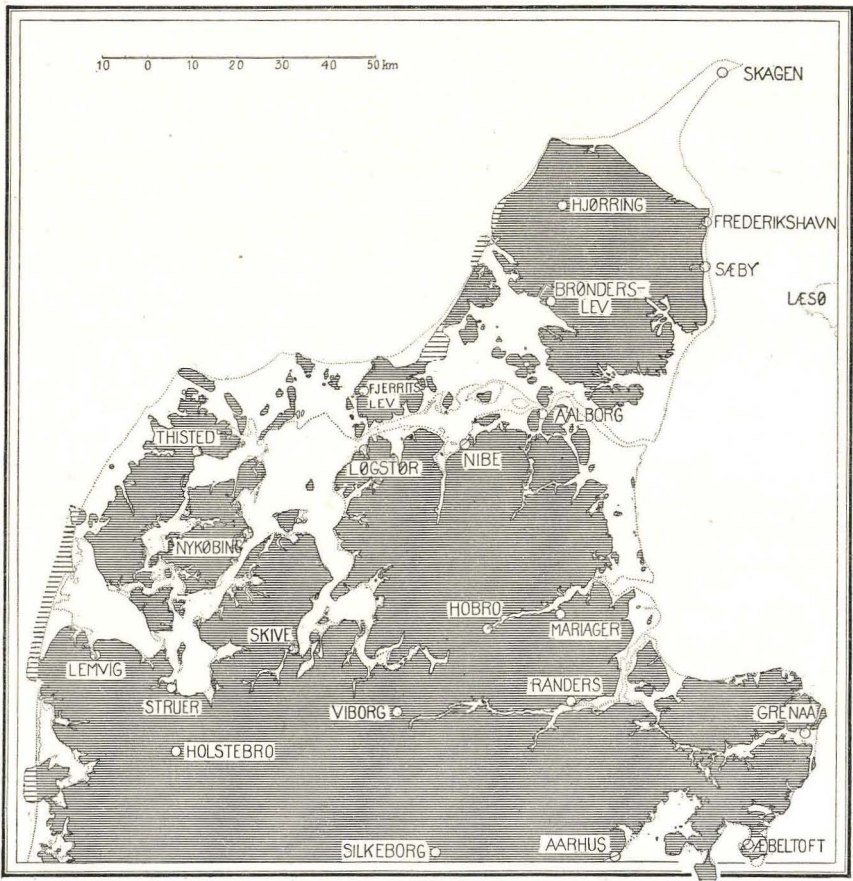 10 0 10 20 30 40 50 km
SKAGEN
HJØRRING
FREDERIKSHAVN
SÆBY
BRØNDERS-
LEV
LÆSØ
FJERRITS
LEV
AALBORG
THISTED
LØGSTØR
NIBE
NYKØBING
HOBRO
MARIAGER
SKIVE
LEMVIG
STRUER
RANDERS
VIBORG
GRENAA
HOLSTEBRO
SILKEBORG
AARHUS
ÆBELTOFT